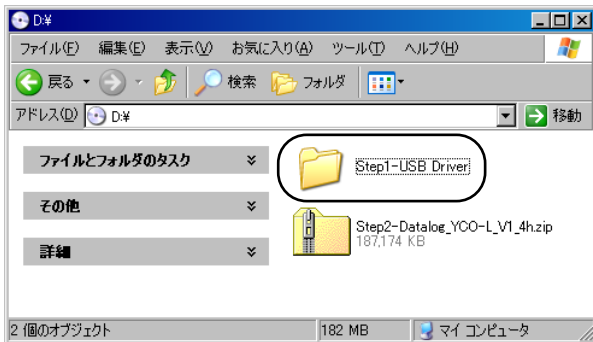 D:¥
ファイル(F) 編集(E) 表示(V) お気に入り(A) ツール(T) ヘルプ(H)
戻る 検索 フォルダ
アドレス(D) D:¥ 移動
ファイルとフォルダのタスク
その他
詳細
Step1-USB Driver
Step2-Datalog_YCO-L_V1_4h.zip
187,174 KB
2 個のオブジェクト 182 MB マイ コンピュータ